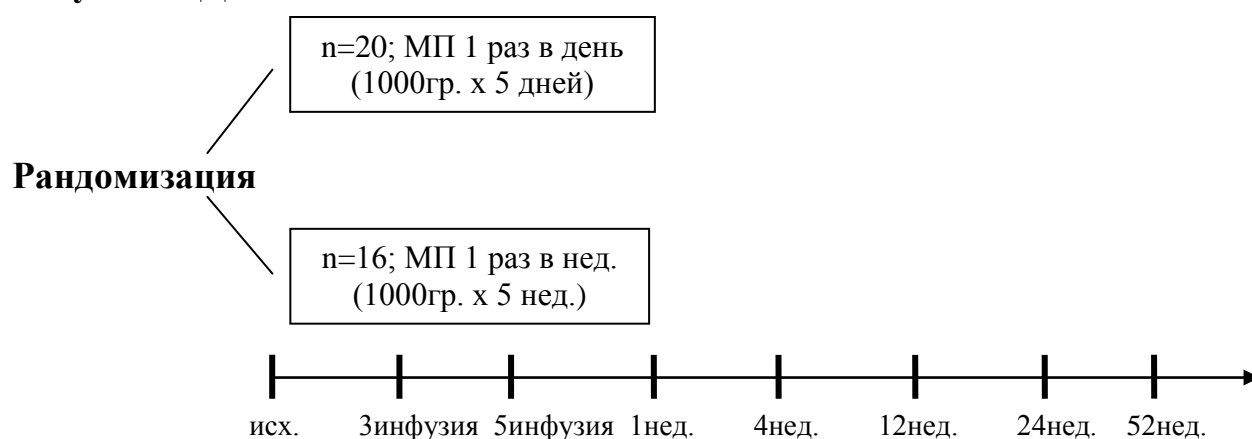 n=20; МП 1 раз в день
(1000гр. х 5 дней)
Рандомизация
n=16; МП 1 раз в нед.
(1000гр. х 5 нед.)
исх. 3инфузия 5инфузия 1нед. 4нед. 12нед. 24нед. 52нед.